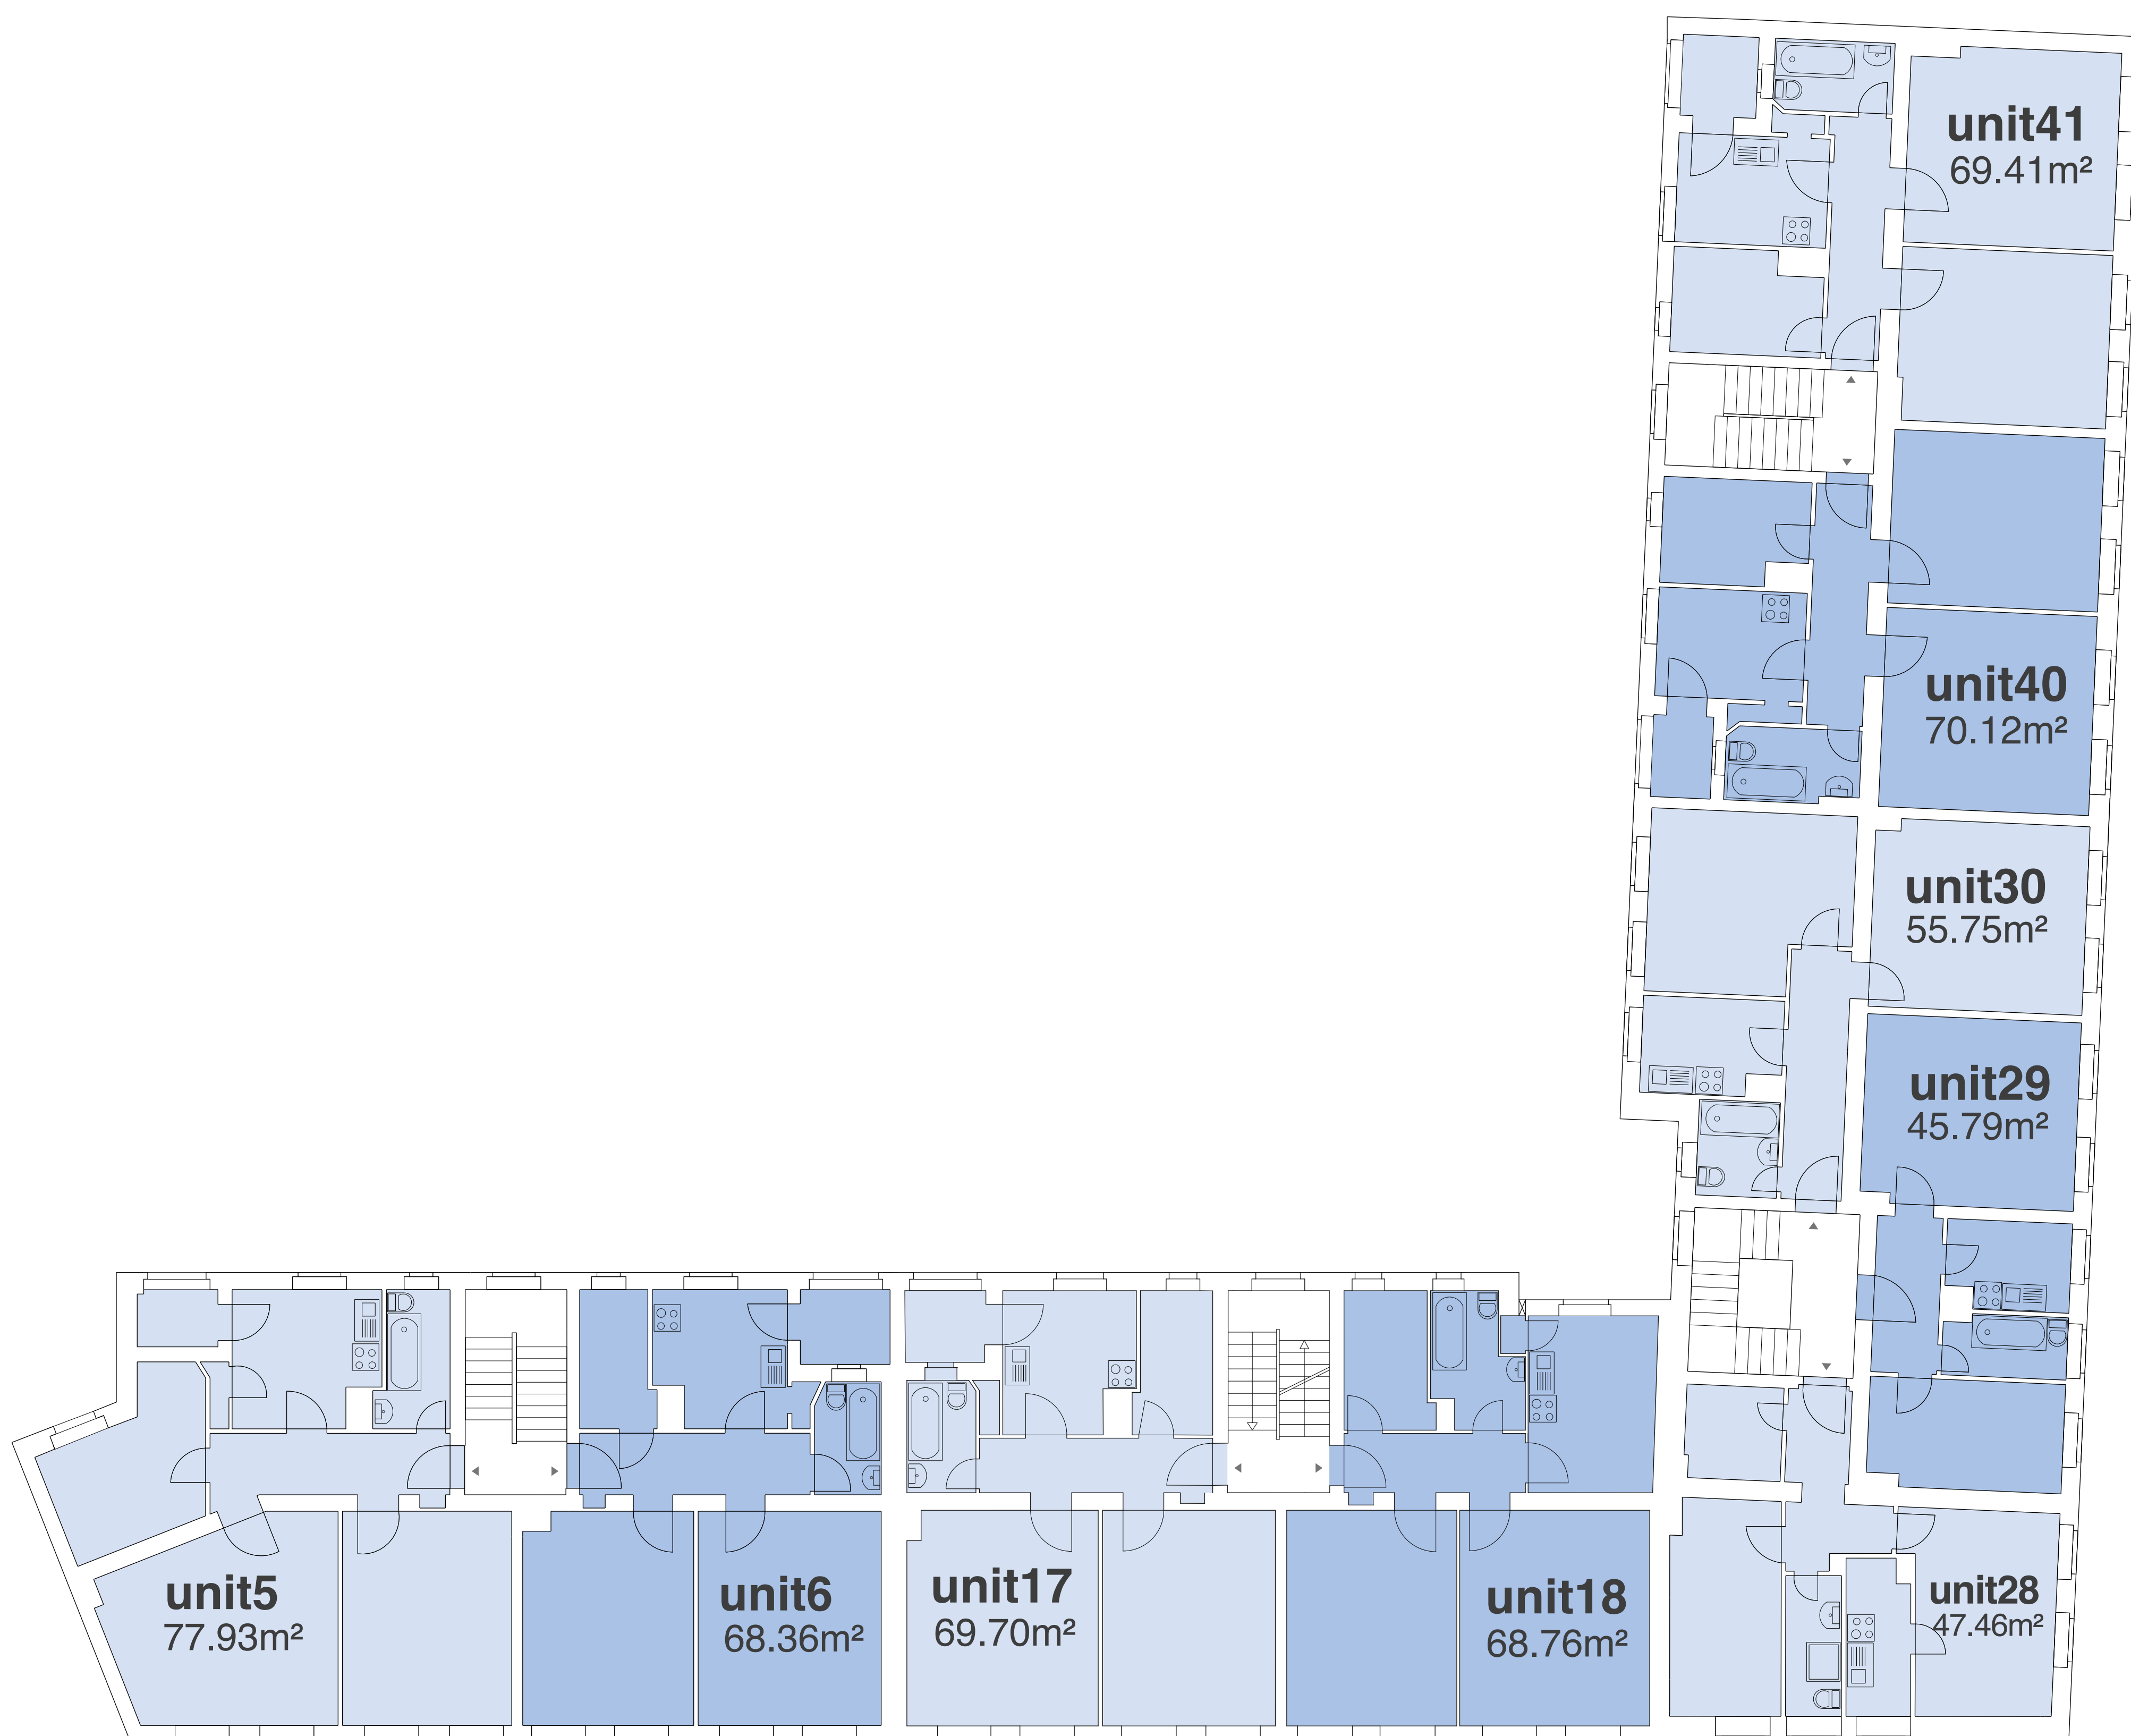 unit41
69.41m²
unit40
70.12m²
unit30
55.75m²
unit29
45.79m²
unit5
77.93m²
unit6
68.36m²
unit17
69.70m²
unit18
68.76m²
unit28
47.46m²